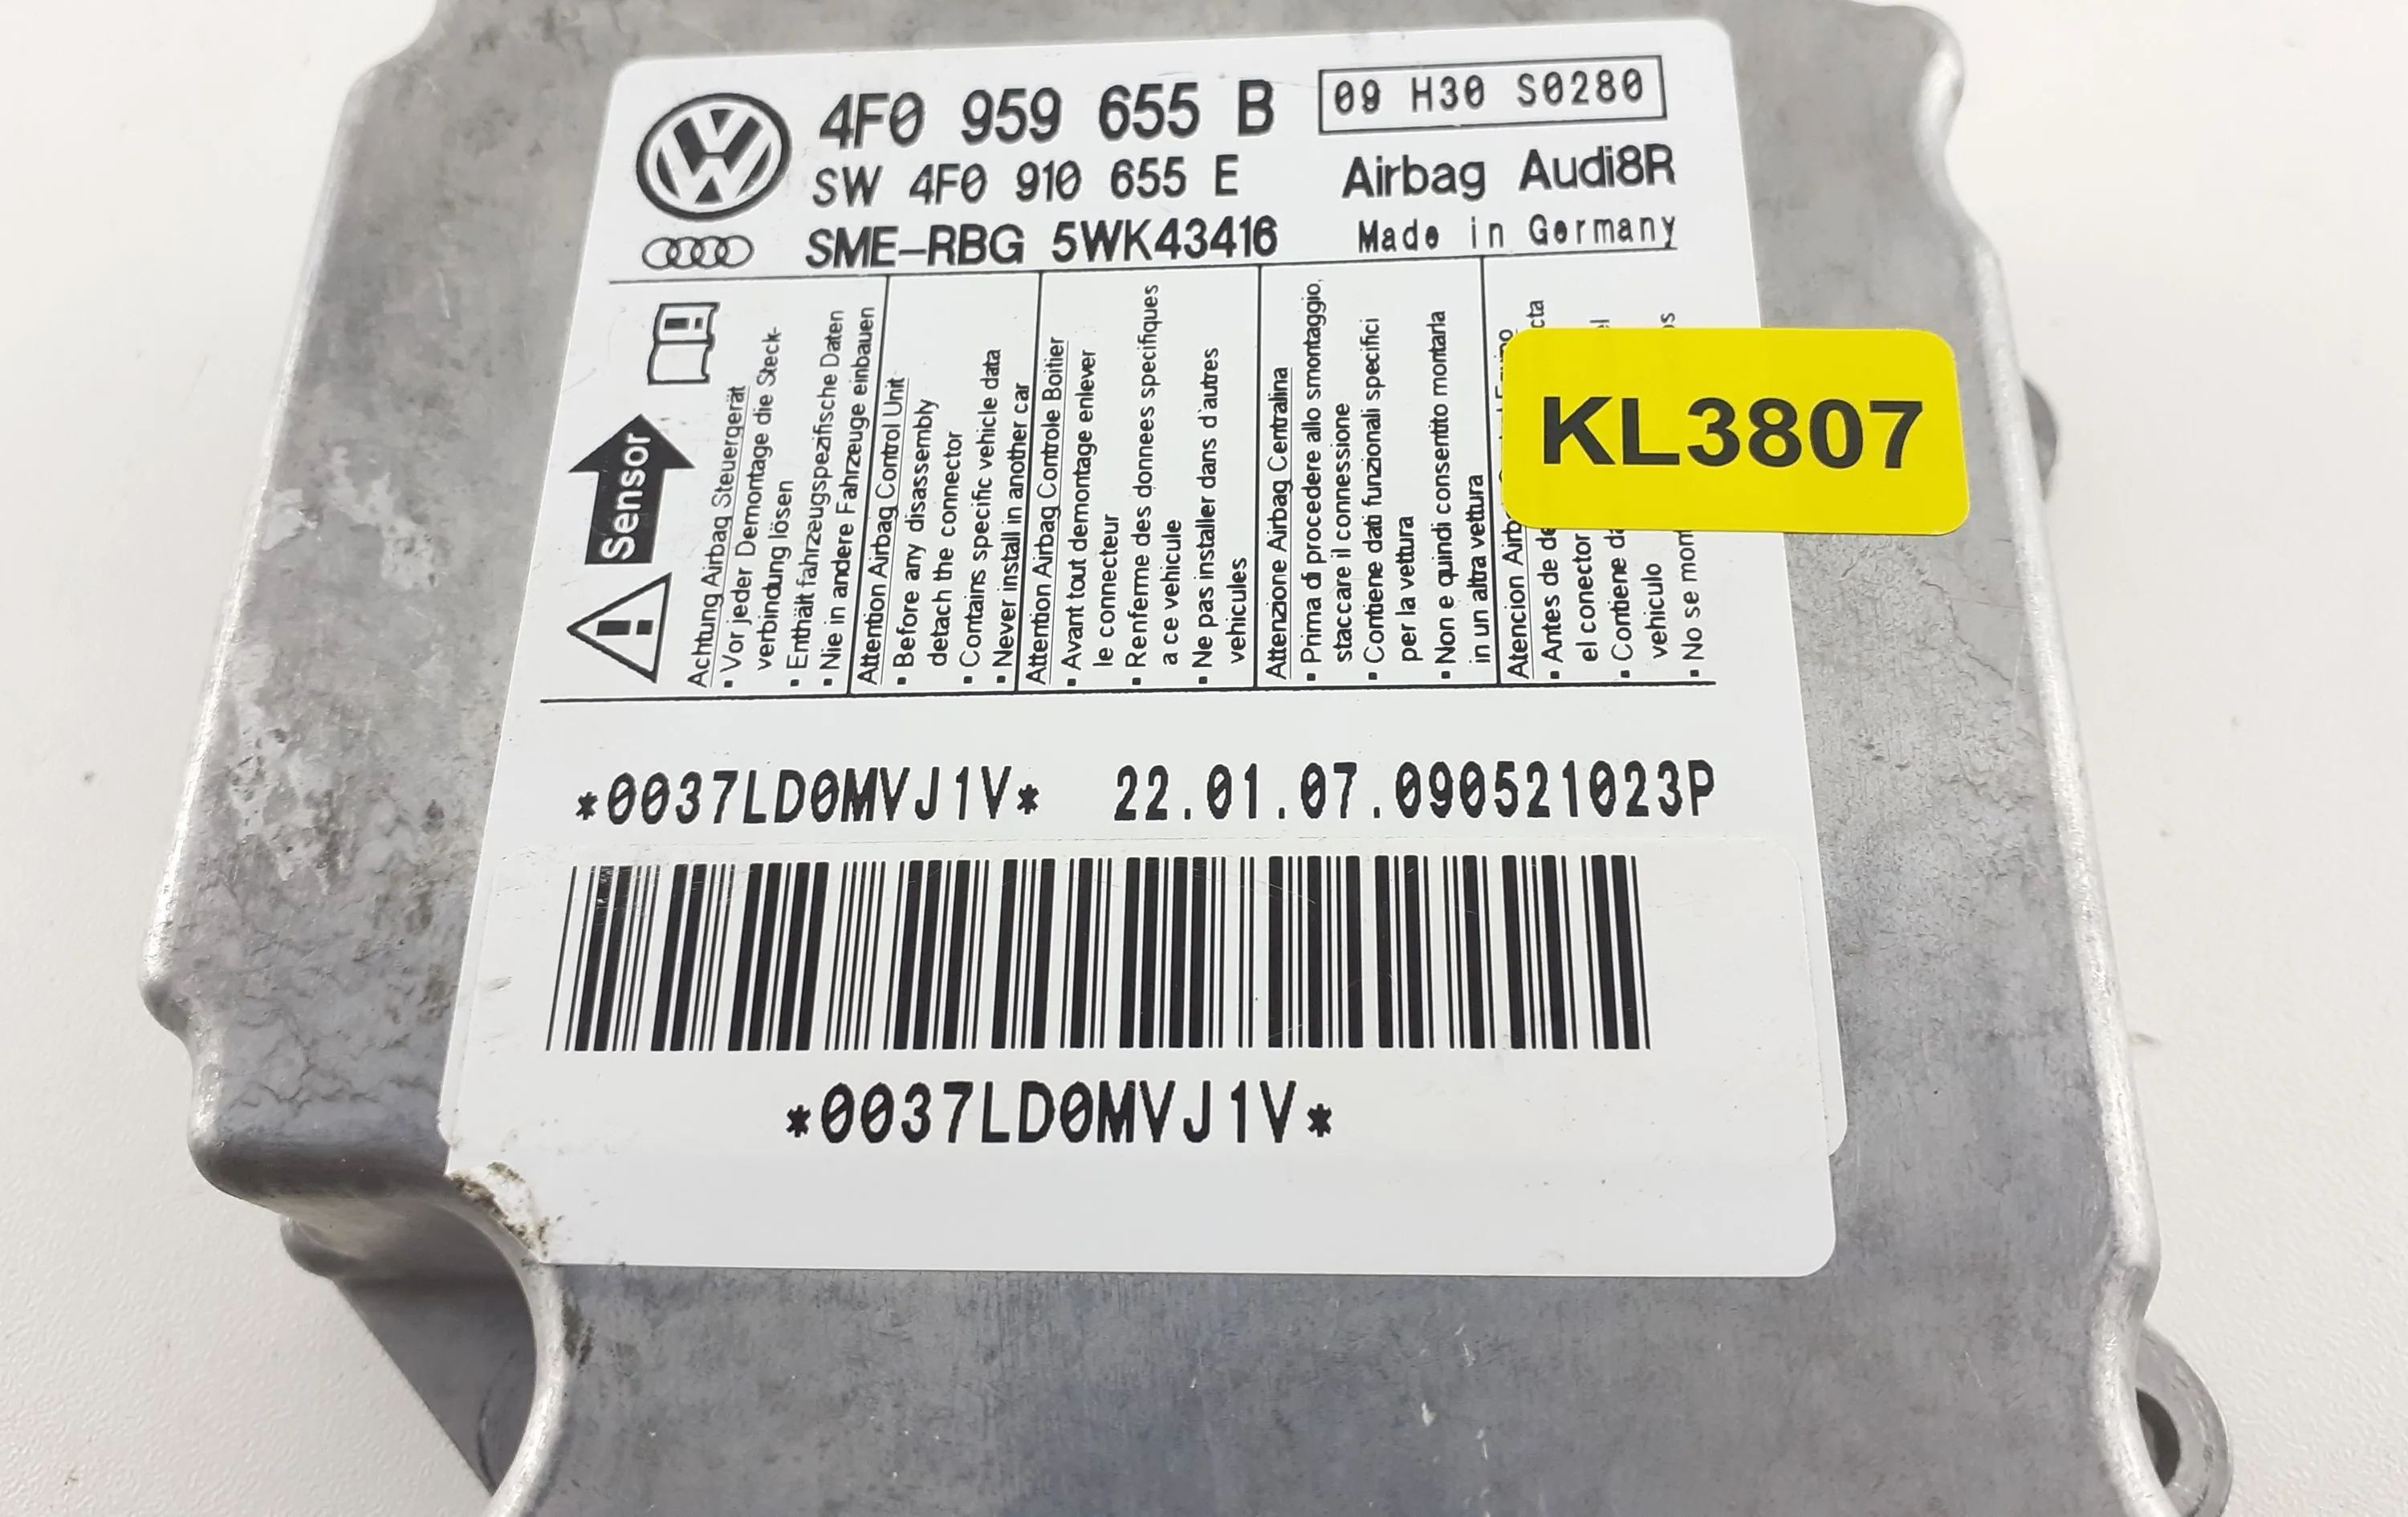 4F0 959 655 B
09 H30 S0280
SW 4F0 910 655 E
Airbag Audi8R
SME-RBG 5WK43416
Made in Germany
Sensor
Achtung Airbag Steuergerät
▪ Vor jeder Demontage die Steck-
verbindung lösen
▪ Enthält fahrzeugspezifische Daten
▪ Nie in andere Fahrzeuge einbauen
Attention Airbag Control Unit
▪ Before any disassembly
detach the connector
▪ Contains specific vehicle data
▪ Never install in another car
Attention Airbag Controle Boitier
▪ Avant tout demontage enlever
le connecteur
▪ Renferme des donnees specifiques
a ce vehicule
▪ Ne pas installer dans d'autres
vehicules
Attenzione Airbag Centralina
▪ Prima di procedere allo smontaggio,
staccare il connessione
▪ Contiene dati funzionali specifici
per la vettura
▪ Non e quindi consentito montarla
in un altra vettura
Atencion
▪ Antes de
el conector
▪ Contiene
vehiculo
▪ No se
KL3807
*0037LD0MVJ1V* 22.01.07.090521023P
*0037LD0MVJ1V*